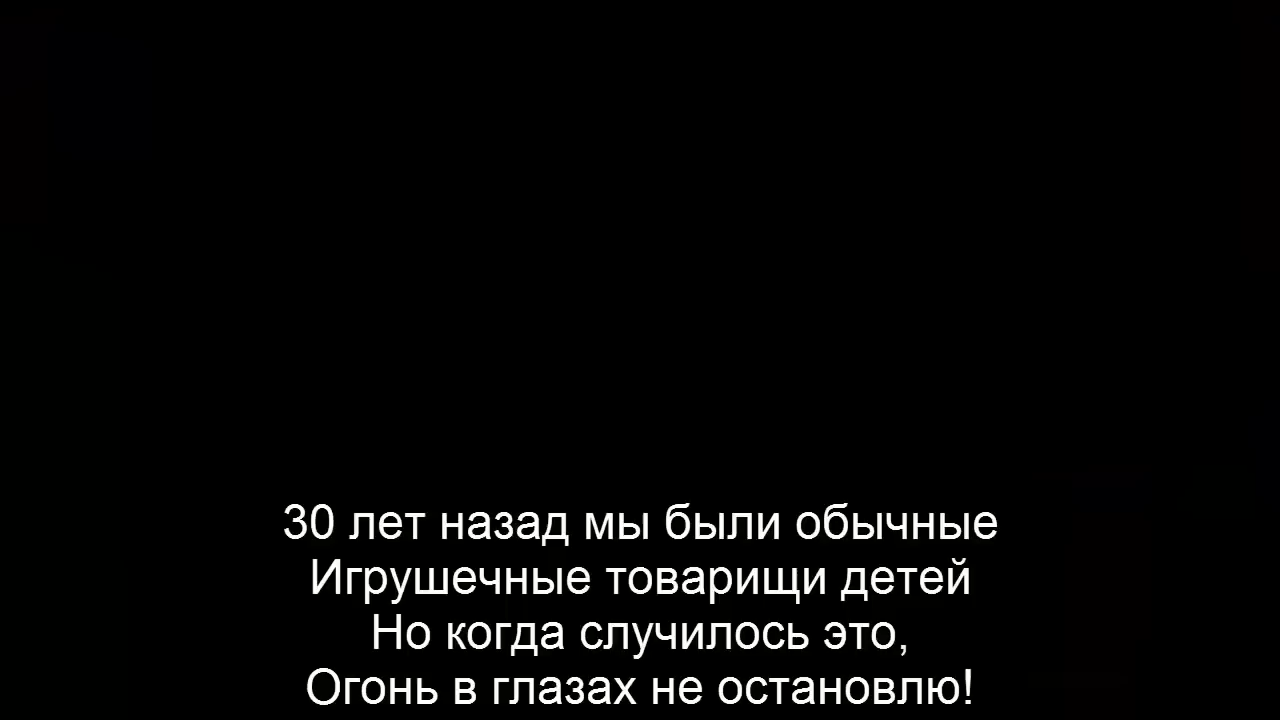 30 лет назад мы были обычные
Игрушечные товарищи детей
Но когда случилось это,
Огонь в глазах не остановлю!